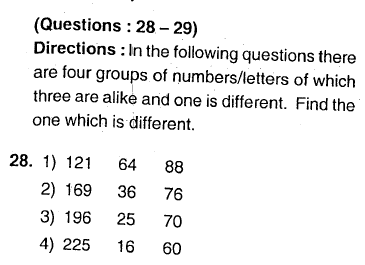 (Questions : 28 – 29)
Directions : In the following questions there
are four groups of numbers/letters of which
three are alike and one is different. Find the
one which is different.
28. 1) 121 64 88
2) 169 36 76
3) 196 25 70
4) 225 16 60